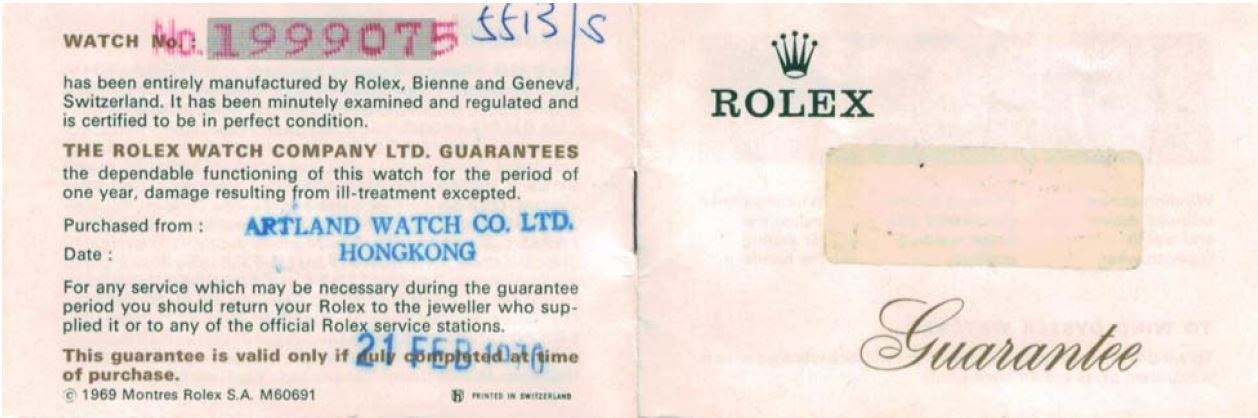 WATCH No.: No. 1999075 5513/S
has been entirely manufactured by Rolex, Bienne and Geneva,
Switzerland. It has been minutely examined and regulated and
is certified to be in perfect condition.
THE ROLEX WATCH COMPANY LTD. GUARANTEES
the dependable functioning of this watch for the period of
one year, damage resulting from ill-treatment excepted.
Purchased from : ARTLAND WATCH CO. LTD.
Date : HONGKONG
For any service which may be necessary during the guarantee
period you should return your Rolex to the jeweller who sup-
plied it or to any of the official Rolex service stations.
21 FEB 1970
This guarantee is valid only if duly completed at time
of purchase.
© 1969 Montres Rolex S.A. M60691 PRINTED IN SWITZERLAND
ROLEX
Guarantee